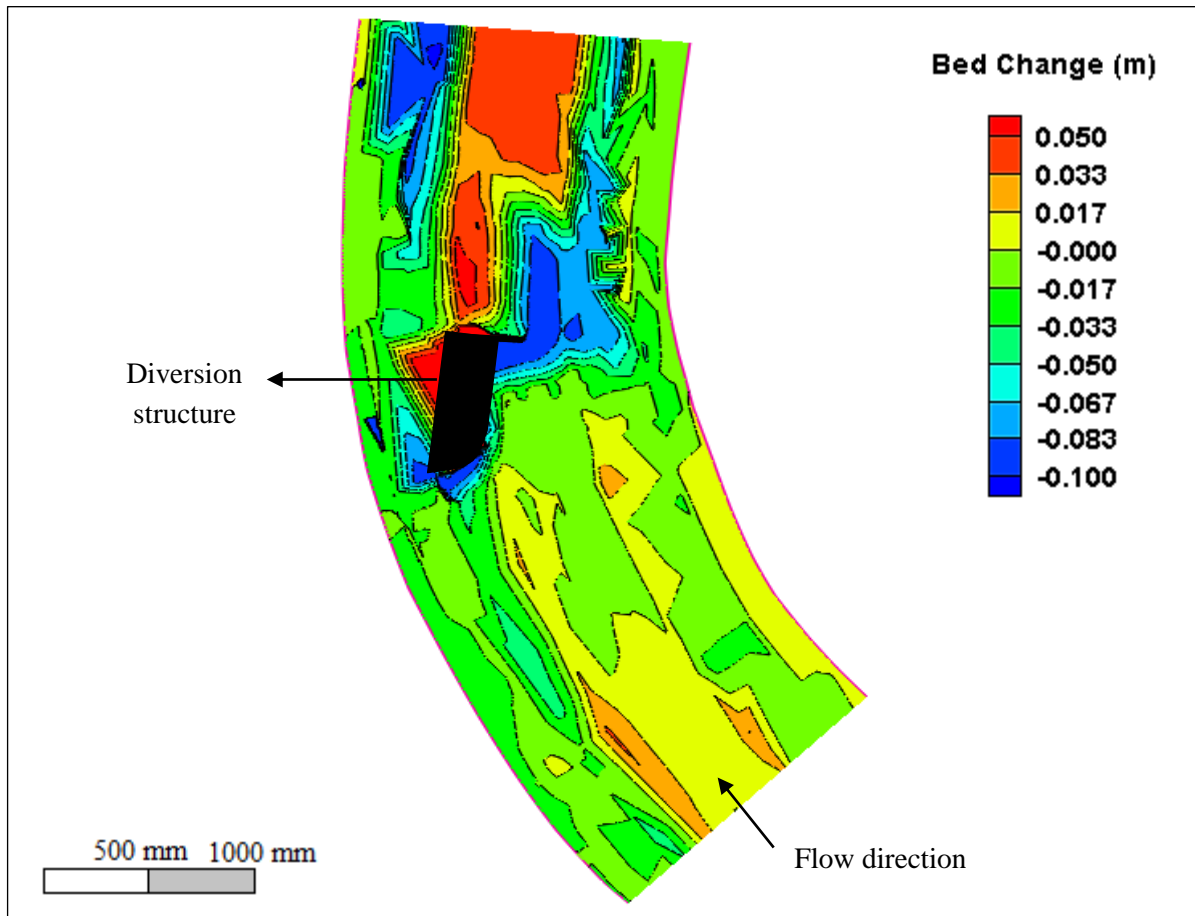 Bed Change (m)
0.050
0.033
0.017
-0.000
-0.017
-0.033
-0.050
-0.067
-0.083
-0.100
Diversion
structure
Flow direction
500 mm 1000 mm